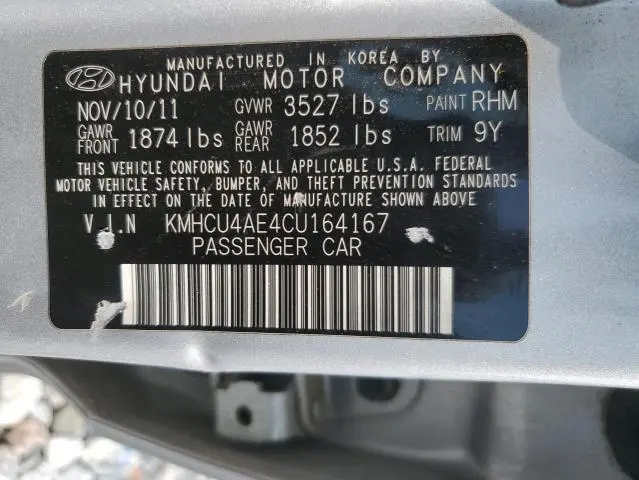 MANUFACTURED IN KOREA BY
HYUNDAI MOTOR COMPANY
NOV/10/11 GVWR 3527 lbs PAINT RHM
GAWR FRONT 1874 lbs GAWR REAR 1852 lbs TRIM 9Y
THIS VEHICLE CONFORMS TO ALL APPLICABLE U.S.A. FEDERAL
MOTOR VEHICLE SAFETY, BUMPER, AND THEFT PREVENTION STANDARDS
IN EFFECT ON THE DATE OF MANUFACTURE SHOWN ABOVE.
V.I.N KMHCU4AE4CU164167
PASSENGER CAR